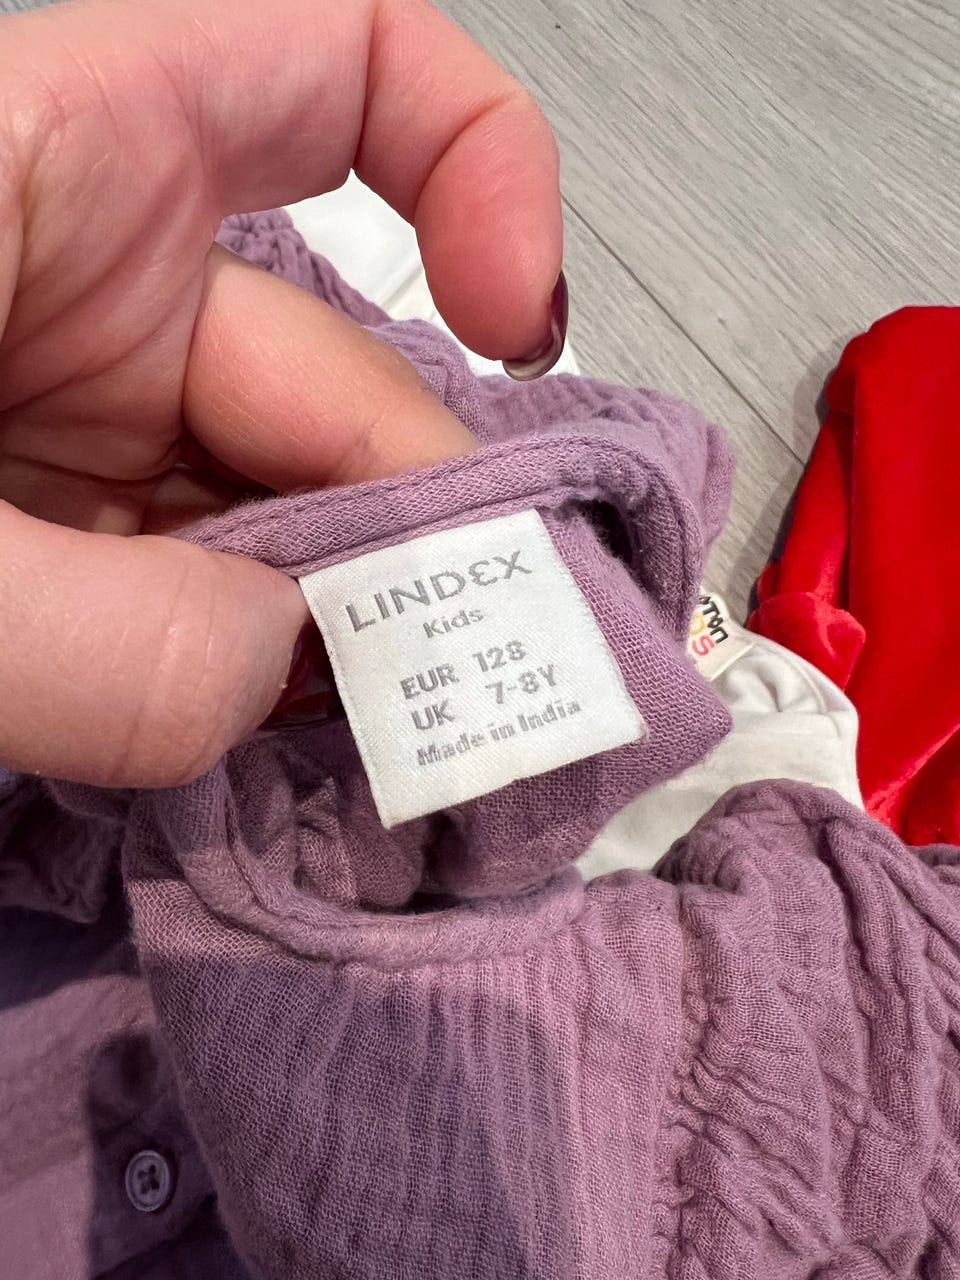 LINDEX
Kids
EUR 128
UK 7-8Y
Made in India